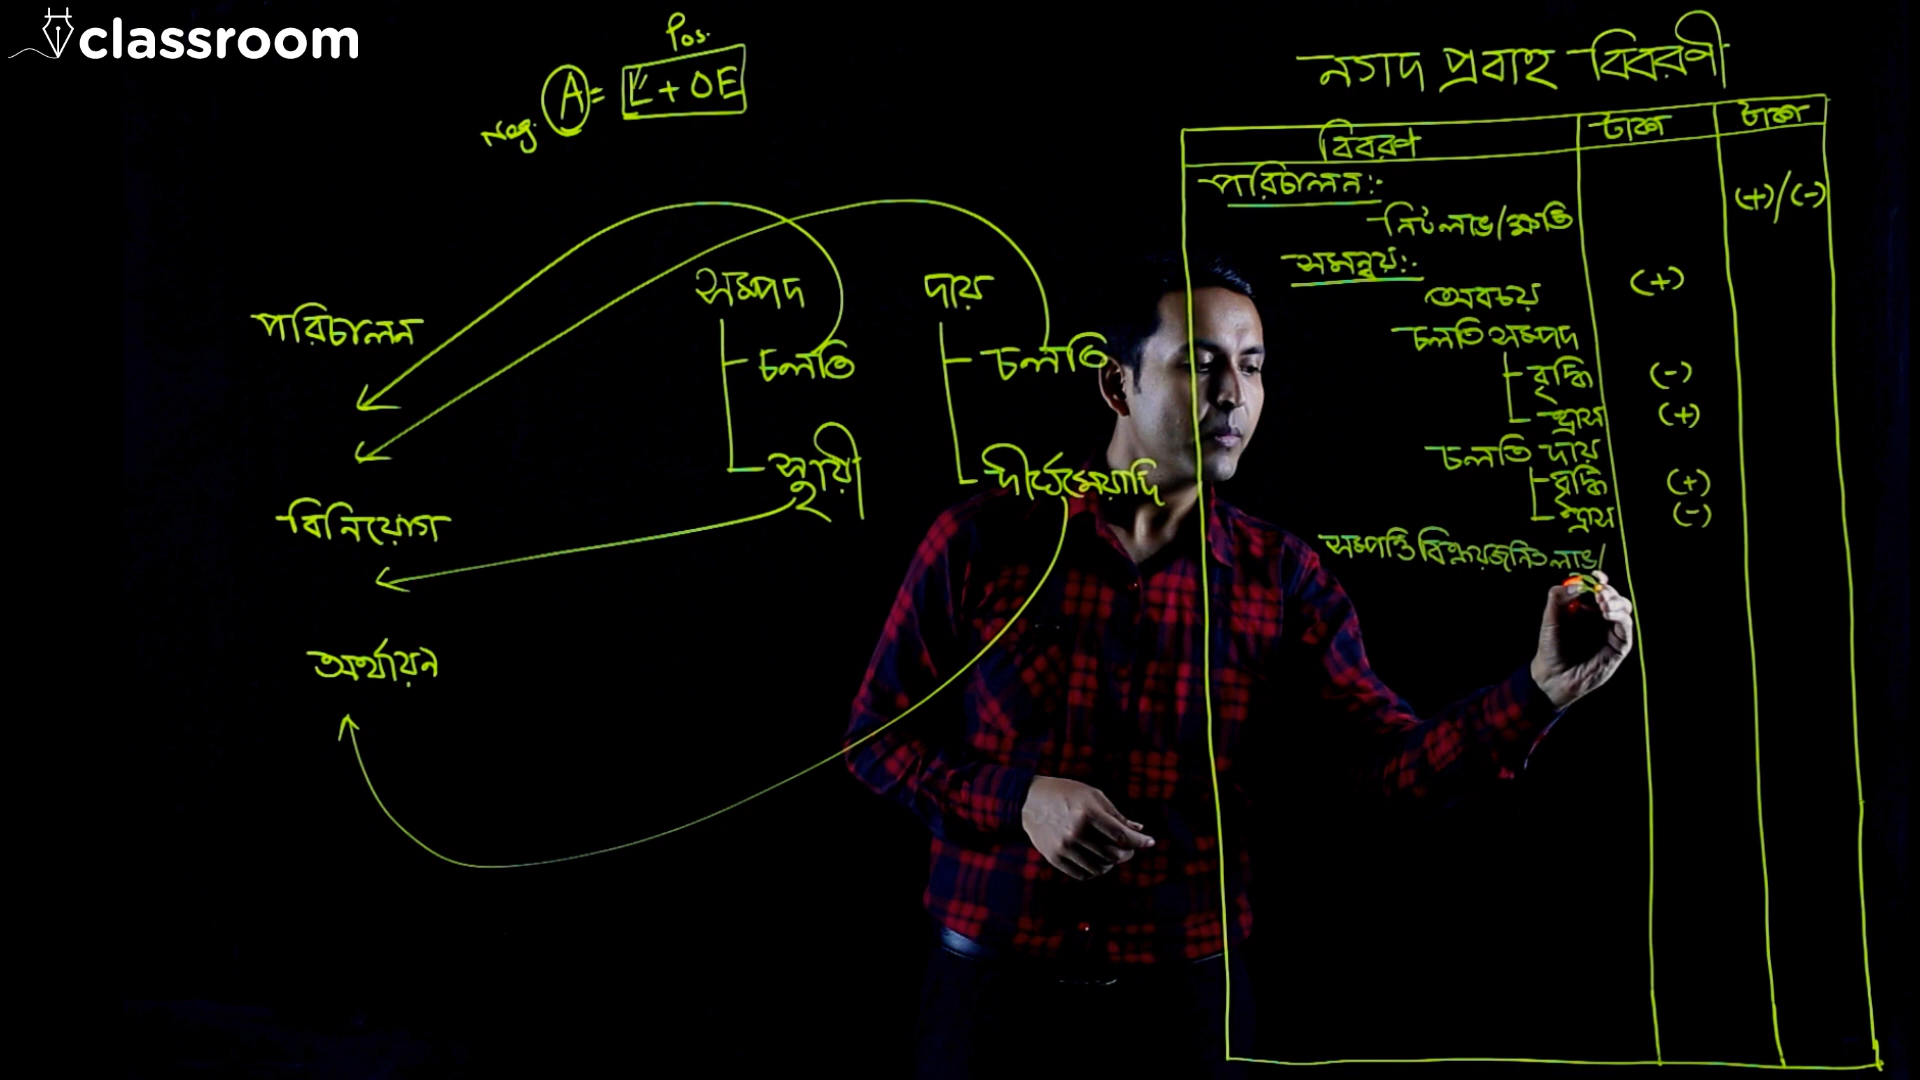 classroom
Pos.
Neg. A = L + OE
সম্পদ
দায়
পরিচালন
চলতি
চলতি
স্থায়ী
দীর্ঘমেয়াদি
বিনিয়োগ
অর্থায়ন
নগদ প্রবাহ বিবরণী
বিবরণ টাকা টাকা
পরিচালন:- (+)/(-)
নিট লাভ/ক্ষতি
সমন্বয়:-
অবচয় (+)
চলতি সম্পদ
বৃদ্ধি (-)
হ্রাস (+)
চলতি দায়
বৃদ্ধি (+)
হ্রাস (-)
সম্পত্তি বিক্রয়জনিত লাভ/